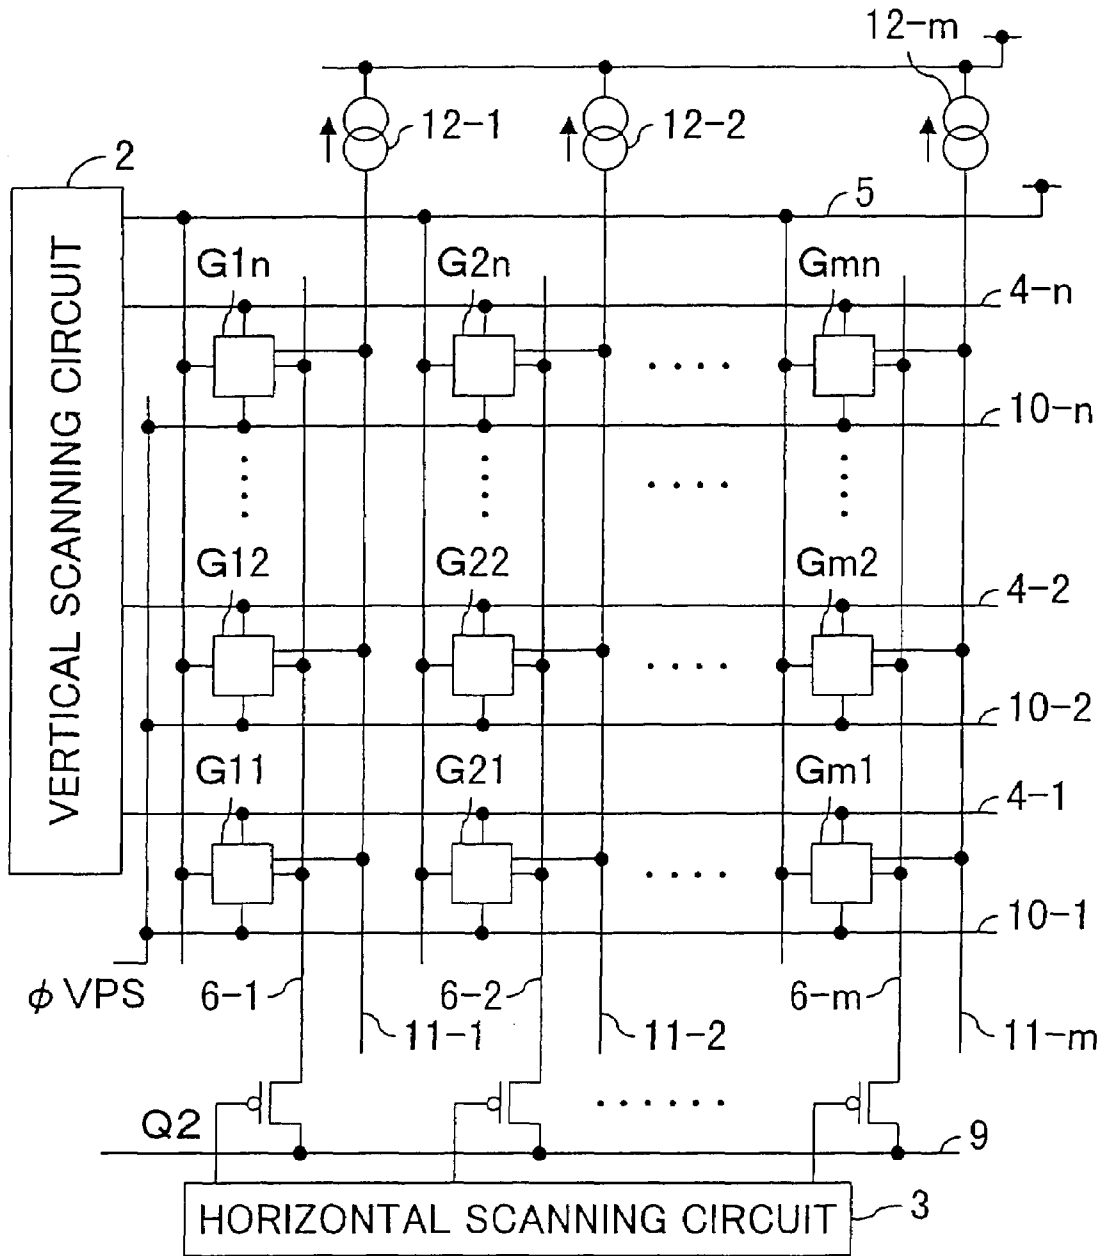 12-m
12-1
12-2
2
5
VERTICAL SCANNING CIRCUIT
G1n
G2n
Gmn
4-n
10-n
G12
G22
Gm2
4-2
10-2
G11
G21
Gm1
4-1
10-1
ϕ VPS
6-1
6-2
6-m
11-1
11-2
11-m
Q2
9
HORIZONTAL SCANNING CIRCUIT
3